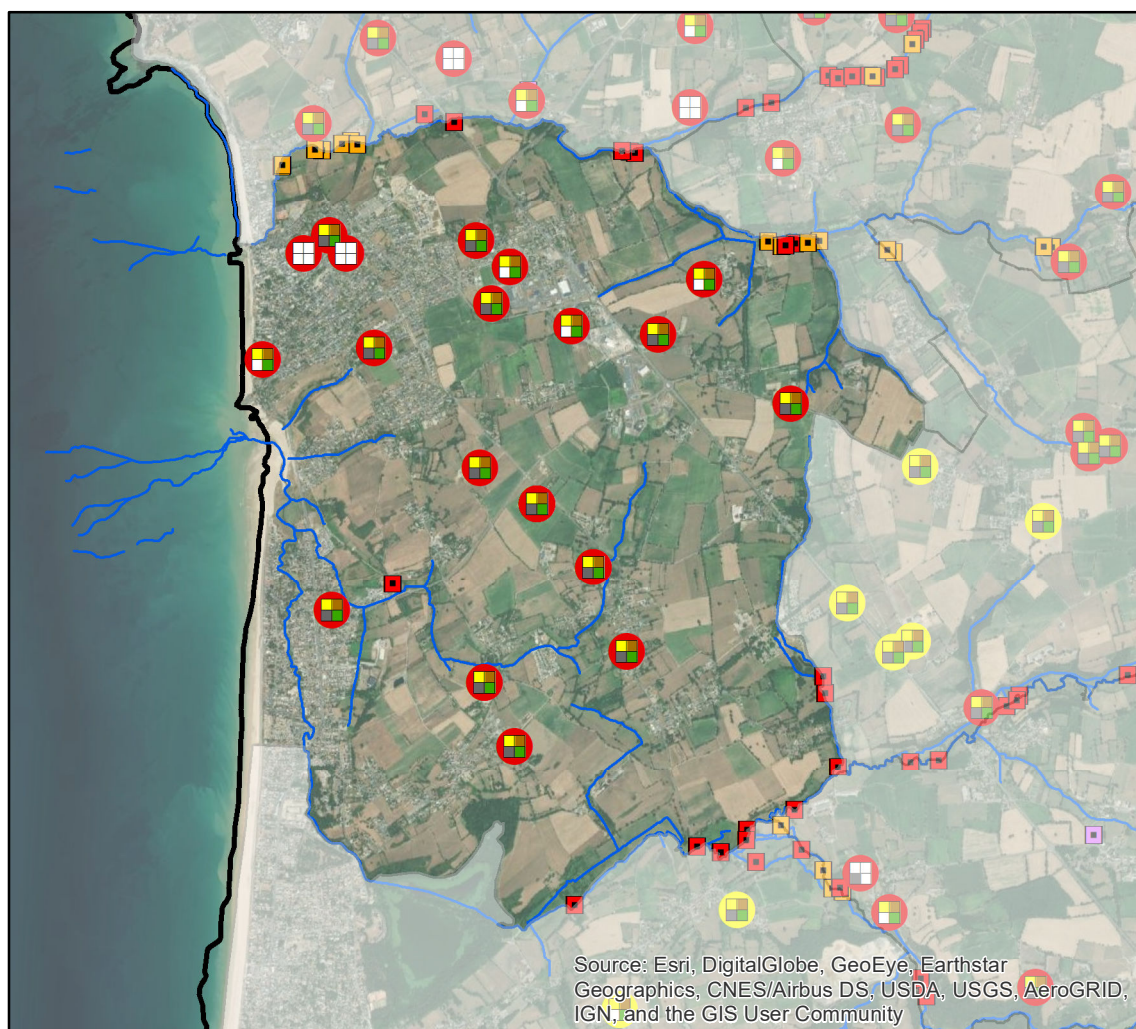 Source: Esri, DigitalGlobe, GeoEye, Earthstar
Geographics, CNES/Airbus DS, USDA, USGS, AeroGRID,
IGN, and the GIS User Community